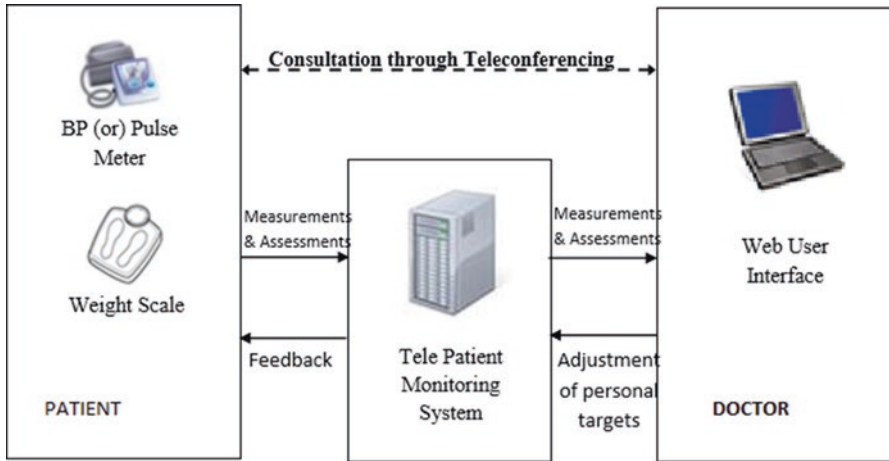 Consultation through Teleconferencing
BP (or) Pulse
Meter
Weight Scale
PATIENT
Measurements
& Assessments
Feedback
Tele Patient
Monitoring
System
Measurements
& Assessments
Adjustment
of personal
targets
Web User
Interface
DOCTOR